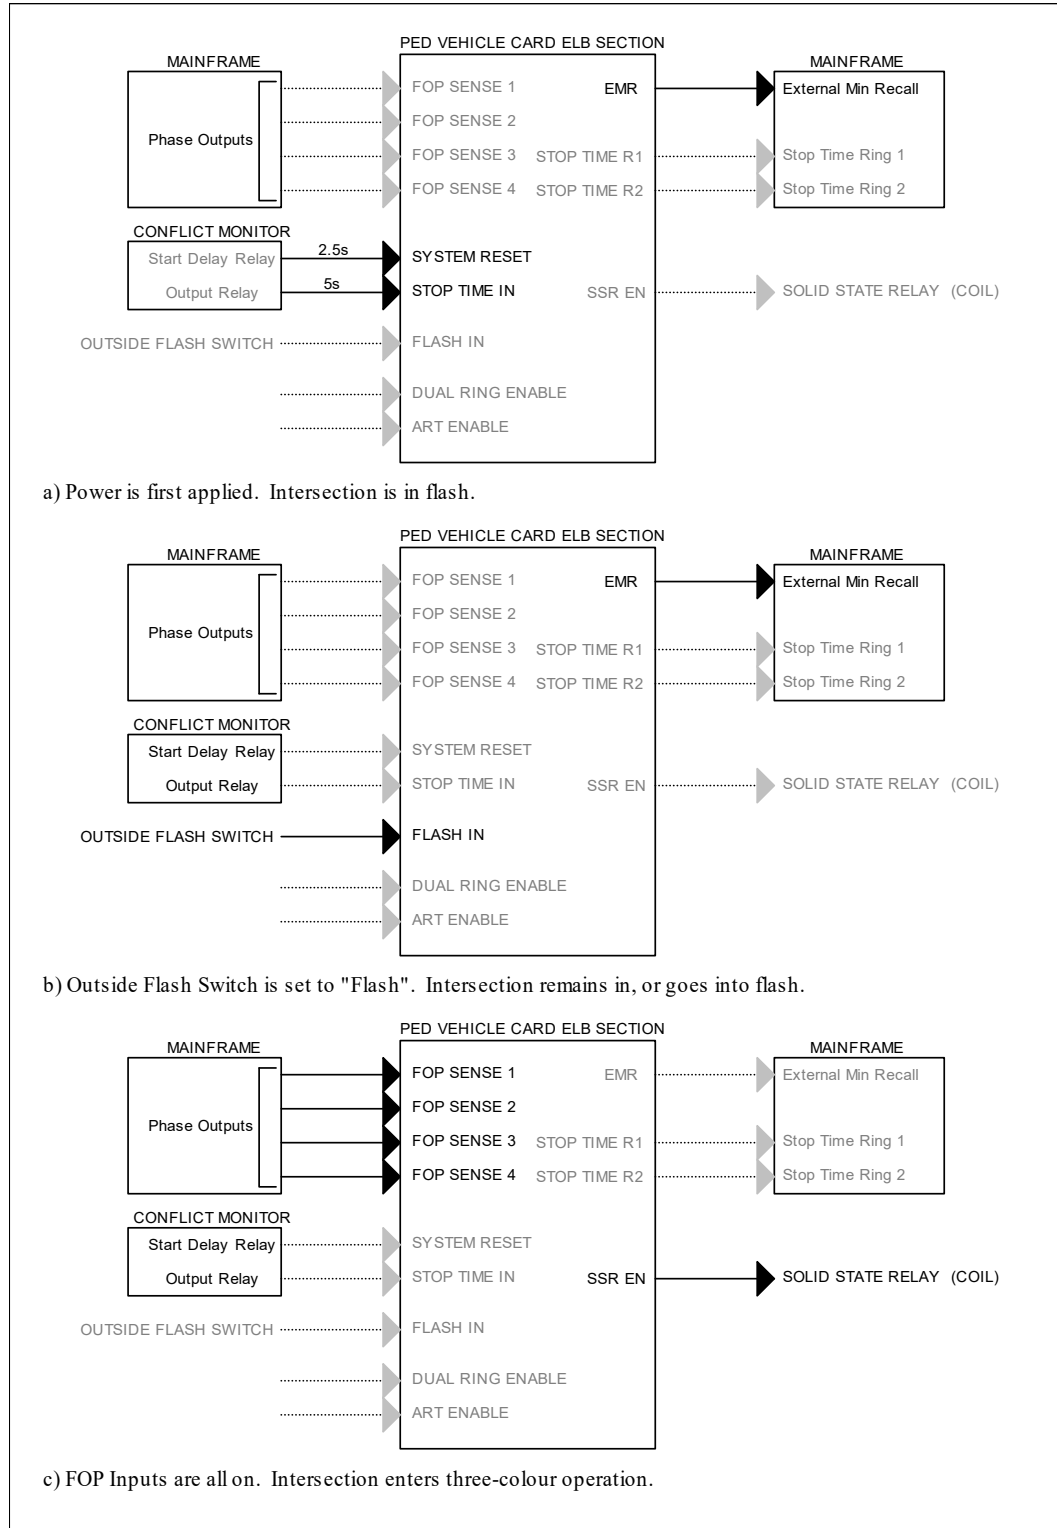 PED VEHICLE CARD ELB SECTION
MAINFRAME MAINFRAME
FOP SENSE 1 EMR External Min Recall
FOP SENSE 2
Phase Outputs
FOP SENSE 3 STOP TIME R1 Stop Time Ring 1
FOP SENSE 4 STOP TIME R2 Stop Time Ring 2
CONFLICT MONITOR
Start Delay Relay 2.5s SYSTEM RESET
Output Relay 5s STOP TIME IN SSR EN SOLID STATE RELAY (COIL)
OUTSIDE FLASH SWITCH FLASH IN
DUAL RING ENABLE
ART ENABLE
a) Power is first applied. Intersection is in flash.
PED VEHICLE CARD ELB SECTION
MAINFRAME MAINFRAME
FOP SENSE 1 EMR External Min Recall
FOP SENSE 2
Phase Outputs
FOP SENSE 3 STOP TIME R1 Stop Time Ring 1
FOP SENSE 4 STOP TIME R2 Stop Time Ring 2
CONFLICT MONITOR
Start Delay Relay SYSTEM RESET
Output Relay STOP TIME IN SSR EN SOLID STATE RELAY (COIL)
OUTSIDE FLASH SWITCH FLASH IN
DUAL RING ENABLE
ART ENABLE
b) Outside Flash Switch is set to "Flash". Intersection remains in, or goes into flash.
PED VEHICLE CARD ELB SECTION
MAINFRAME MAINFRAME
FOP SENSE 1 EMR External Min Recall
FOP SENSE 2
Phase Outputs
FOP SENSE 3 STOP TIME R1 Stop Time Ring 1
FOP SENSE 4 STOP TIME R2 Stop Time Ring 2
CONFLICT MONITOR
Start Delay Relay SYSTEM RESET
Output Relay STOP TIME IN SSR EN SOLID STATE RELAY (COIL)
OUTSIDE FLASH SWITCH FLASH IN
DUAL RING ENABLE
ART ENABLE
c) FOP Inputs are all on. Intersection enters three-colour operation.